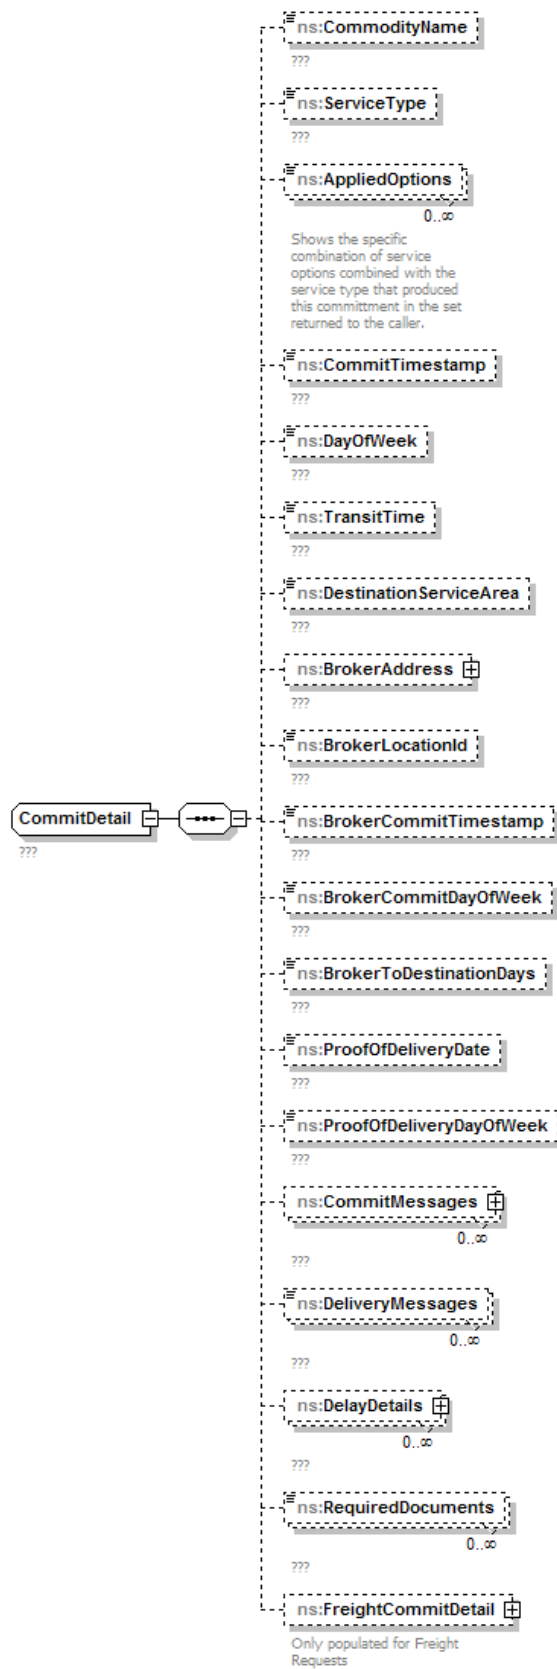 ns:CommodityName
???
ns:ServiceType
???
ns:AppliedOptions
0..∞
Shows the specific
combination of service
options combined with the
service type that produced
this committment in the set
returned to the caller.
ns:CommitTimestamp
???
ns:DayOfWeek
???
ns:TransitTime
???
ns:DestinationServiceArea
???
ns:BrokerAddress
???
ns:BrokerLocationId
???
CommitDetail
???
ns:BrokerCommitTimestamp
???
ns:BrokerCommitDayOfWeek
???
ns:BrokerToDestinationDays
???
ns:ProofOfDeliveryDate
???
ns:ProofOfDeliveryDayOfWeek
???
ns:CommitMessages
0..∞
???
ns:DeliveryMessages
0..∞
???
ns:DelayDetails
0..∞
???
ns:RequiredDocuments
0..∞
???
ns:FreightCommitDetail
Only populated for Freight
Requests